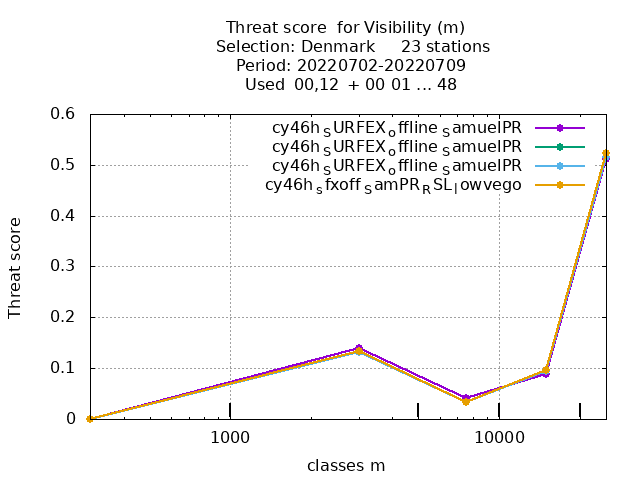 Threat score  for Visibility (m)
Selection: Denmark     23 stations
Period: 20220702-20220709
Used  00,12  + 00 01 ... 48
cy46h_SURFEX_offline_SamuelPR
cy46h_SURFEX_offline_SamuelPR
cy46h_SURFEX_offline_SamuelPR
cy46h_sfxoff_SamPR_RSL_lowvego
0.6
0.5
0.4
0.3
0.2
0.1
0
Threat score
1000
10000
classes m